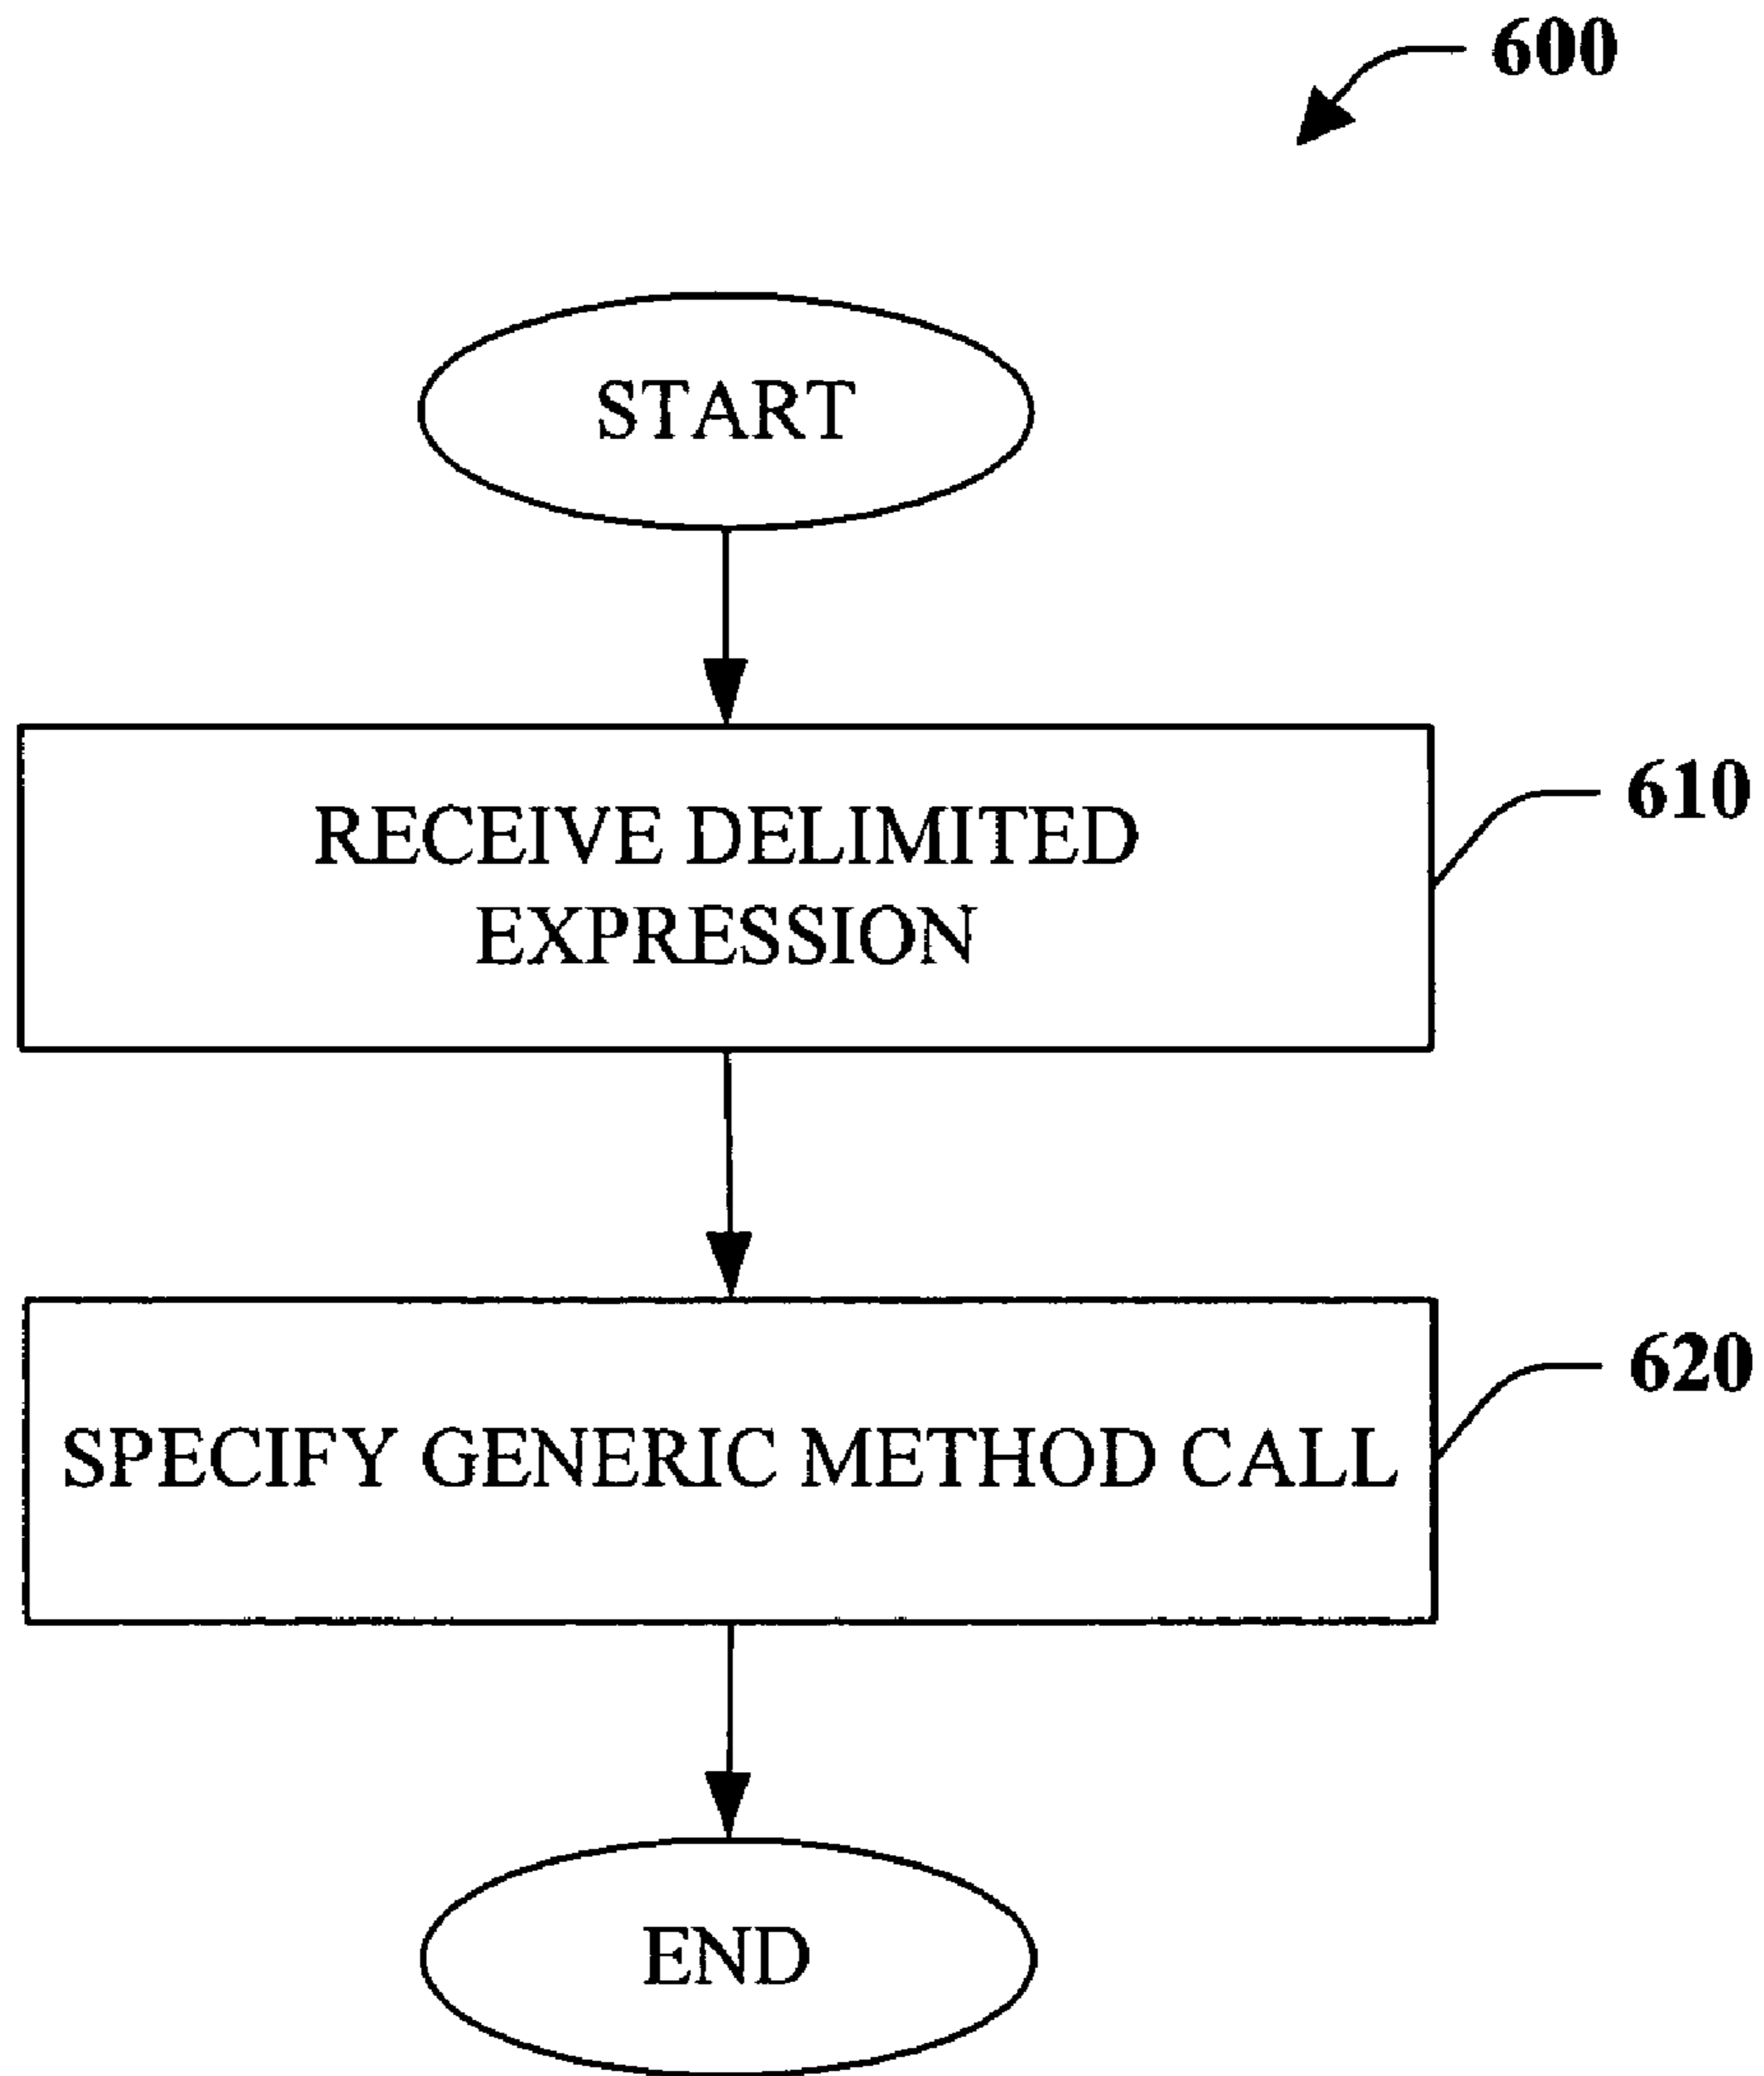 600
START
RECEIVE DELIMITED
EXPRESSION
610
SPECIFY GENERIC METHOD CALL
620
END